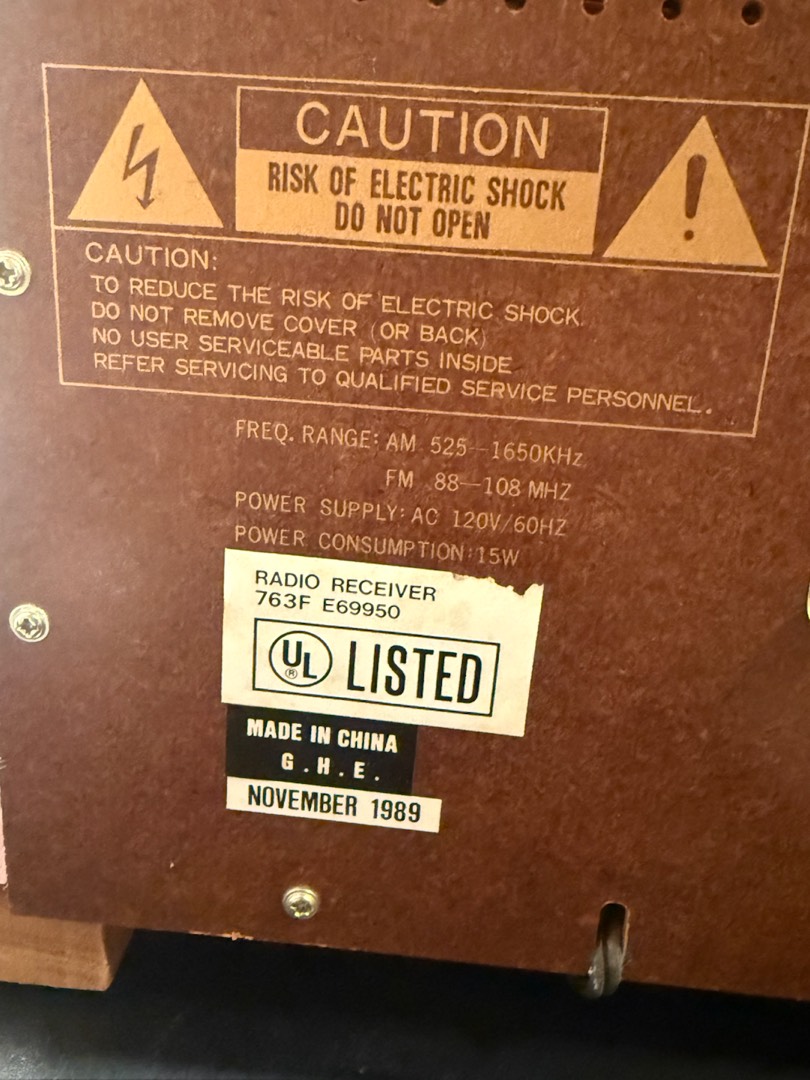 CAUTION
RISK OF ELECTRIC SHOCK
DO NOT OPEN
!
CAUTION:
TO REDUCE THE RISK OF ELECTRIC SHOCK.
DO NOT REMOVE COVER (OR BACK)
NO USER SERVICEABLE PARTS INSIDE
REFER SERVICING TO QUALIFIED SERVICE PERSONNEL.
FREQ. RANGE: AM 525—1650KHz
FM 88—108 MHZ
POWER SUPPLY: AC 120V/60HZ
POWER CONSUMPTION: 15W
RADIO RECEIVER
763F E69950
UL ® LISTED
MADE IN CHINA
G.H.E.
NOVEMBER 1989